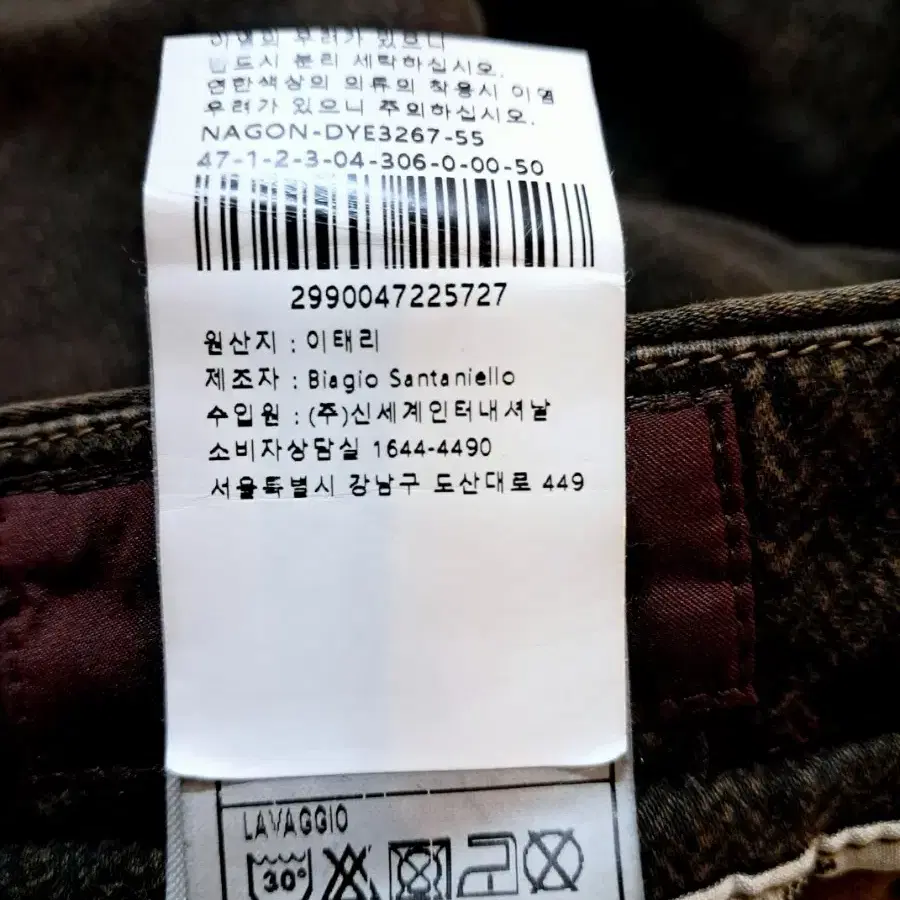 이염의 우려가 있으니
반드시 분리 세탁하십시오.
연한색상의 의류의 착용시 이염
우려가 있으니 주의하십시오.
NAGON-DYE3267-55
47-1-2-3-04-306-0-00-50
2990047225727
원산지 : 이태리
제조자 : Biagio Santaniello
수입원 : (주)신세계인터내셔날
소비자상담실 1644-4490
서울특별시 강남구 도산대로 449
LAVAGGIO
30°